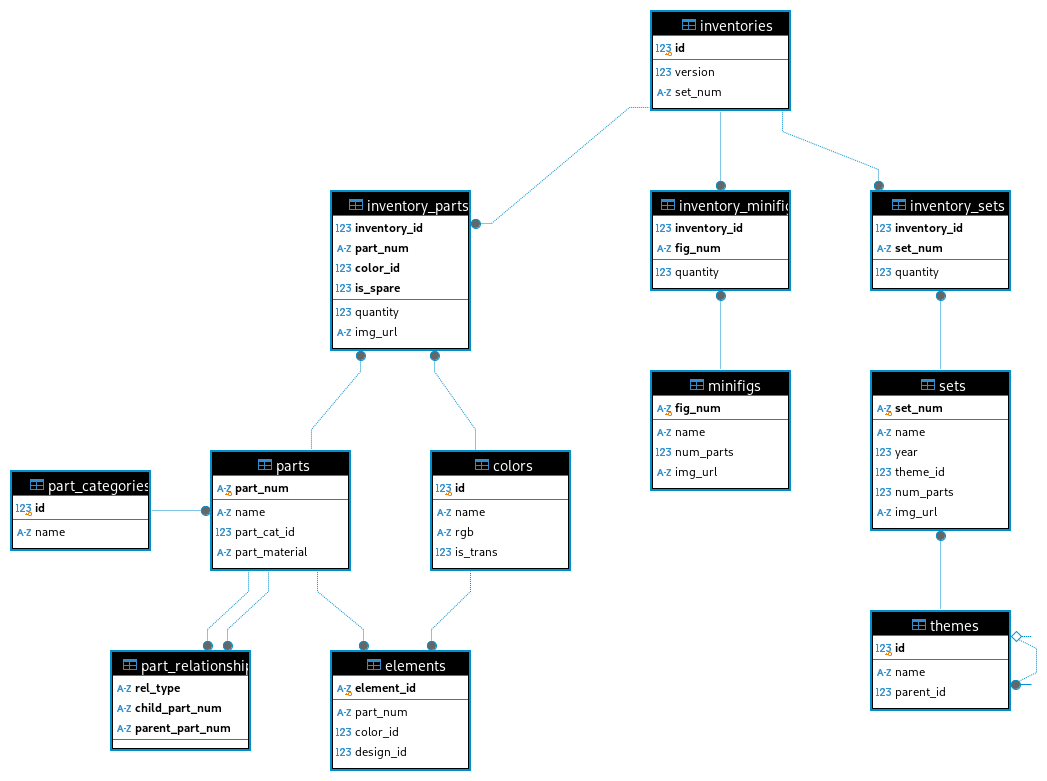 inventories
123 id
123 version
A-Z set_num
inventory_parts
123 inventory_id
A-Z part_num
123 color_id
123 is_spare
123 quantity
A-Z img_url
inventory_minific
123 inventory_id
A-Z fig_num
123 quantity
inventory_sets
123 inventory_id
A-Z set_num
123 quantity
minifigs
A-Z fig_num
A-Z name
123 num_parts
A-Z img_url
sets
A-Z set_num
A-Z name
123 year
123 theme_id
123 num_parts
A-Z img_url
part_categories
123 id
A-Z name
parts
A-Z part_num
A-Z name
123 part_cat_id
A-Z part_material
colors
123 id
A-Z name
A-Z rgb
123 is_trans
part_relationship
A-Z rel_type
A-Z child_part_num
A-Z parent_part_num
elements
A-Z element_id
A-Z part_num
123 color_id
123 design_id
themes
123 id
A-Z name
123 parent_id